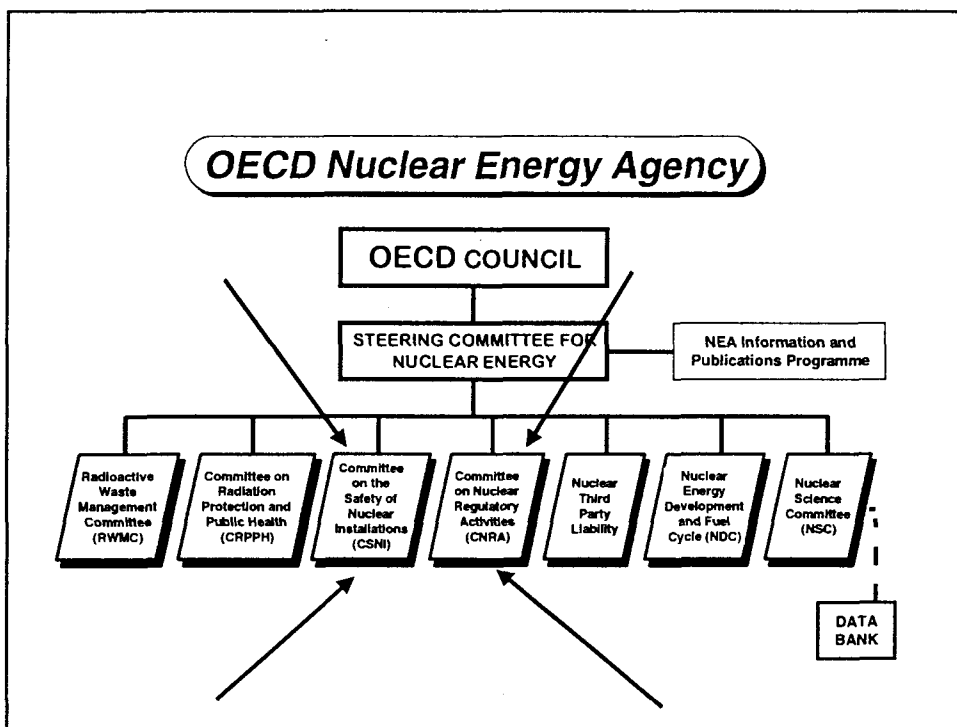 OECD Nuclear Energy Agency
OECD COUNCIL
STEERING COMMITTEE FOR
NUCLEAR ENERGY
NEA Information and
Publications Programme
Radioactive
Waste
Management
Committee
(RWMC)
Committee on
Radiation
Protection and
Public Health
(CRPPH)
Committee
on the
Safety of
Nuclear
Installations
(CSNI)
Committee
on Nuclear
Regulatory
Activities
(CNRA)
Nuclear
Third
Party
Liability
Nuclear
Energy
Development
and Fuel
Cycle (NDC)
Nuclear
Science
Committee
(NSC)
DATA
BANK